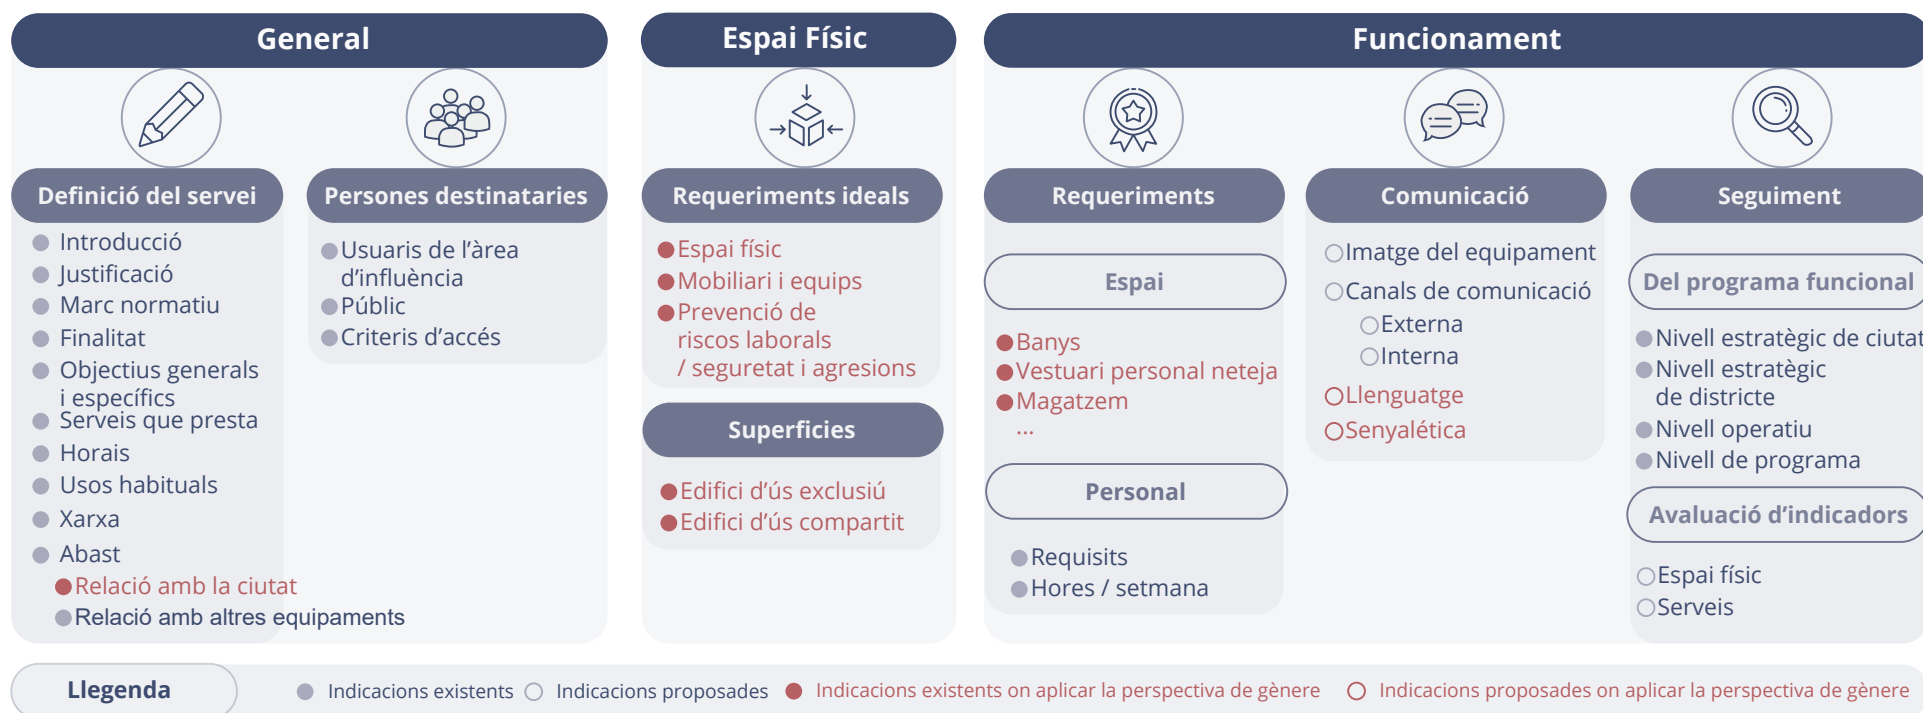 General
Definició del servei
Introducció
Justificació
Marc normatiu
Finalitat
Objectius generals
i específics
Serveis que presta
Horais
Usos habituals
Xarxa
Abast
Relació amb la ciutat
Relació amb altres equipaments
Persones destinataries
Usuaris de l’àrea
d’influència
Públic
Criteris d’accés
Espai Físic
Requeriments ideals
Espai físic
Mobiliari i equips
Prevenció de
riscos laborals
/ seguretat i agresions
Superficies
Edifici d’ús exclusiú
Edifici d’ús compartit
Funcionament
Requeriments
Espai
Banys
Vestuari personal neteja
Magatzem
...
Personal
Requisits
Hores / setmana
Comunicació
Imatge del equipament
Canals de comunicació
Externa
Interna
Llenguatge
Senyalética
Seguiment
Del programa funcional
Nivell estratègic de ciutat
Nivell estratègic
de districte
Nivell operatiu
Nivell de programa
Avaluació d’indicadors
Espai físic
Serveis
Llegenda
Indicacions existents
Indicacions proposades
Indicacions existents on aplicar la perspectiva de gènere
Indicacions proposades on aplicar la perspectiva de gènere